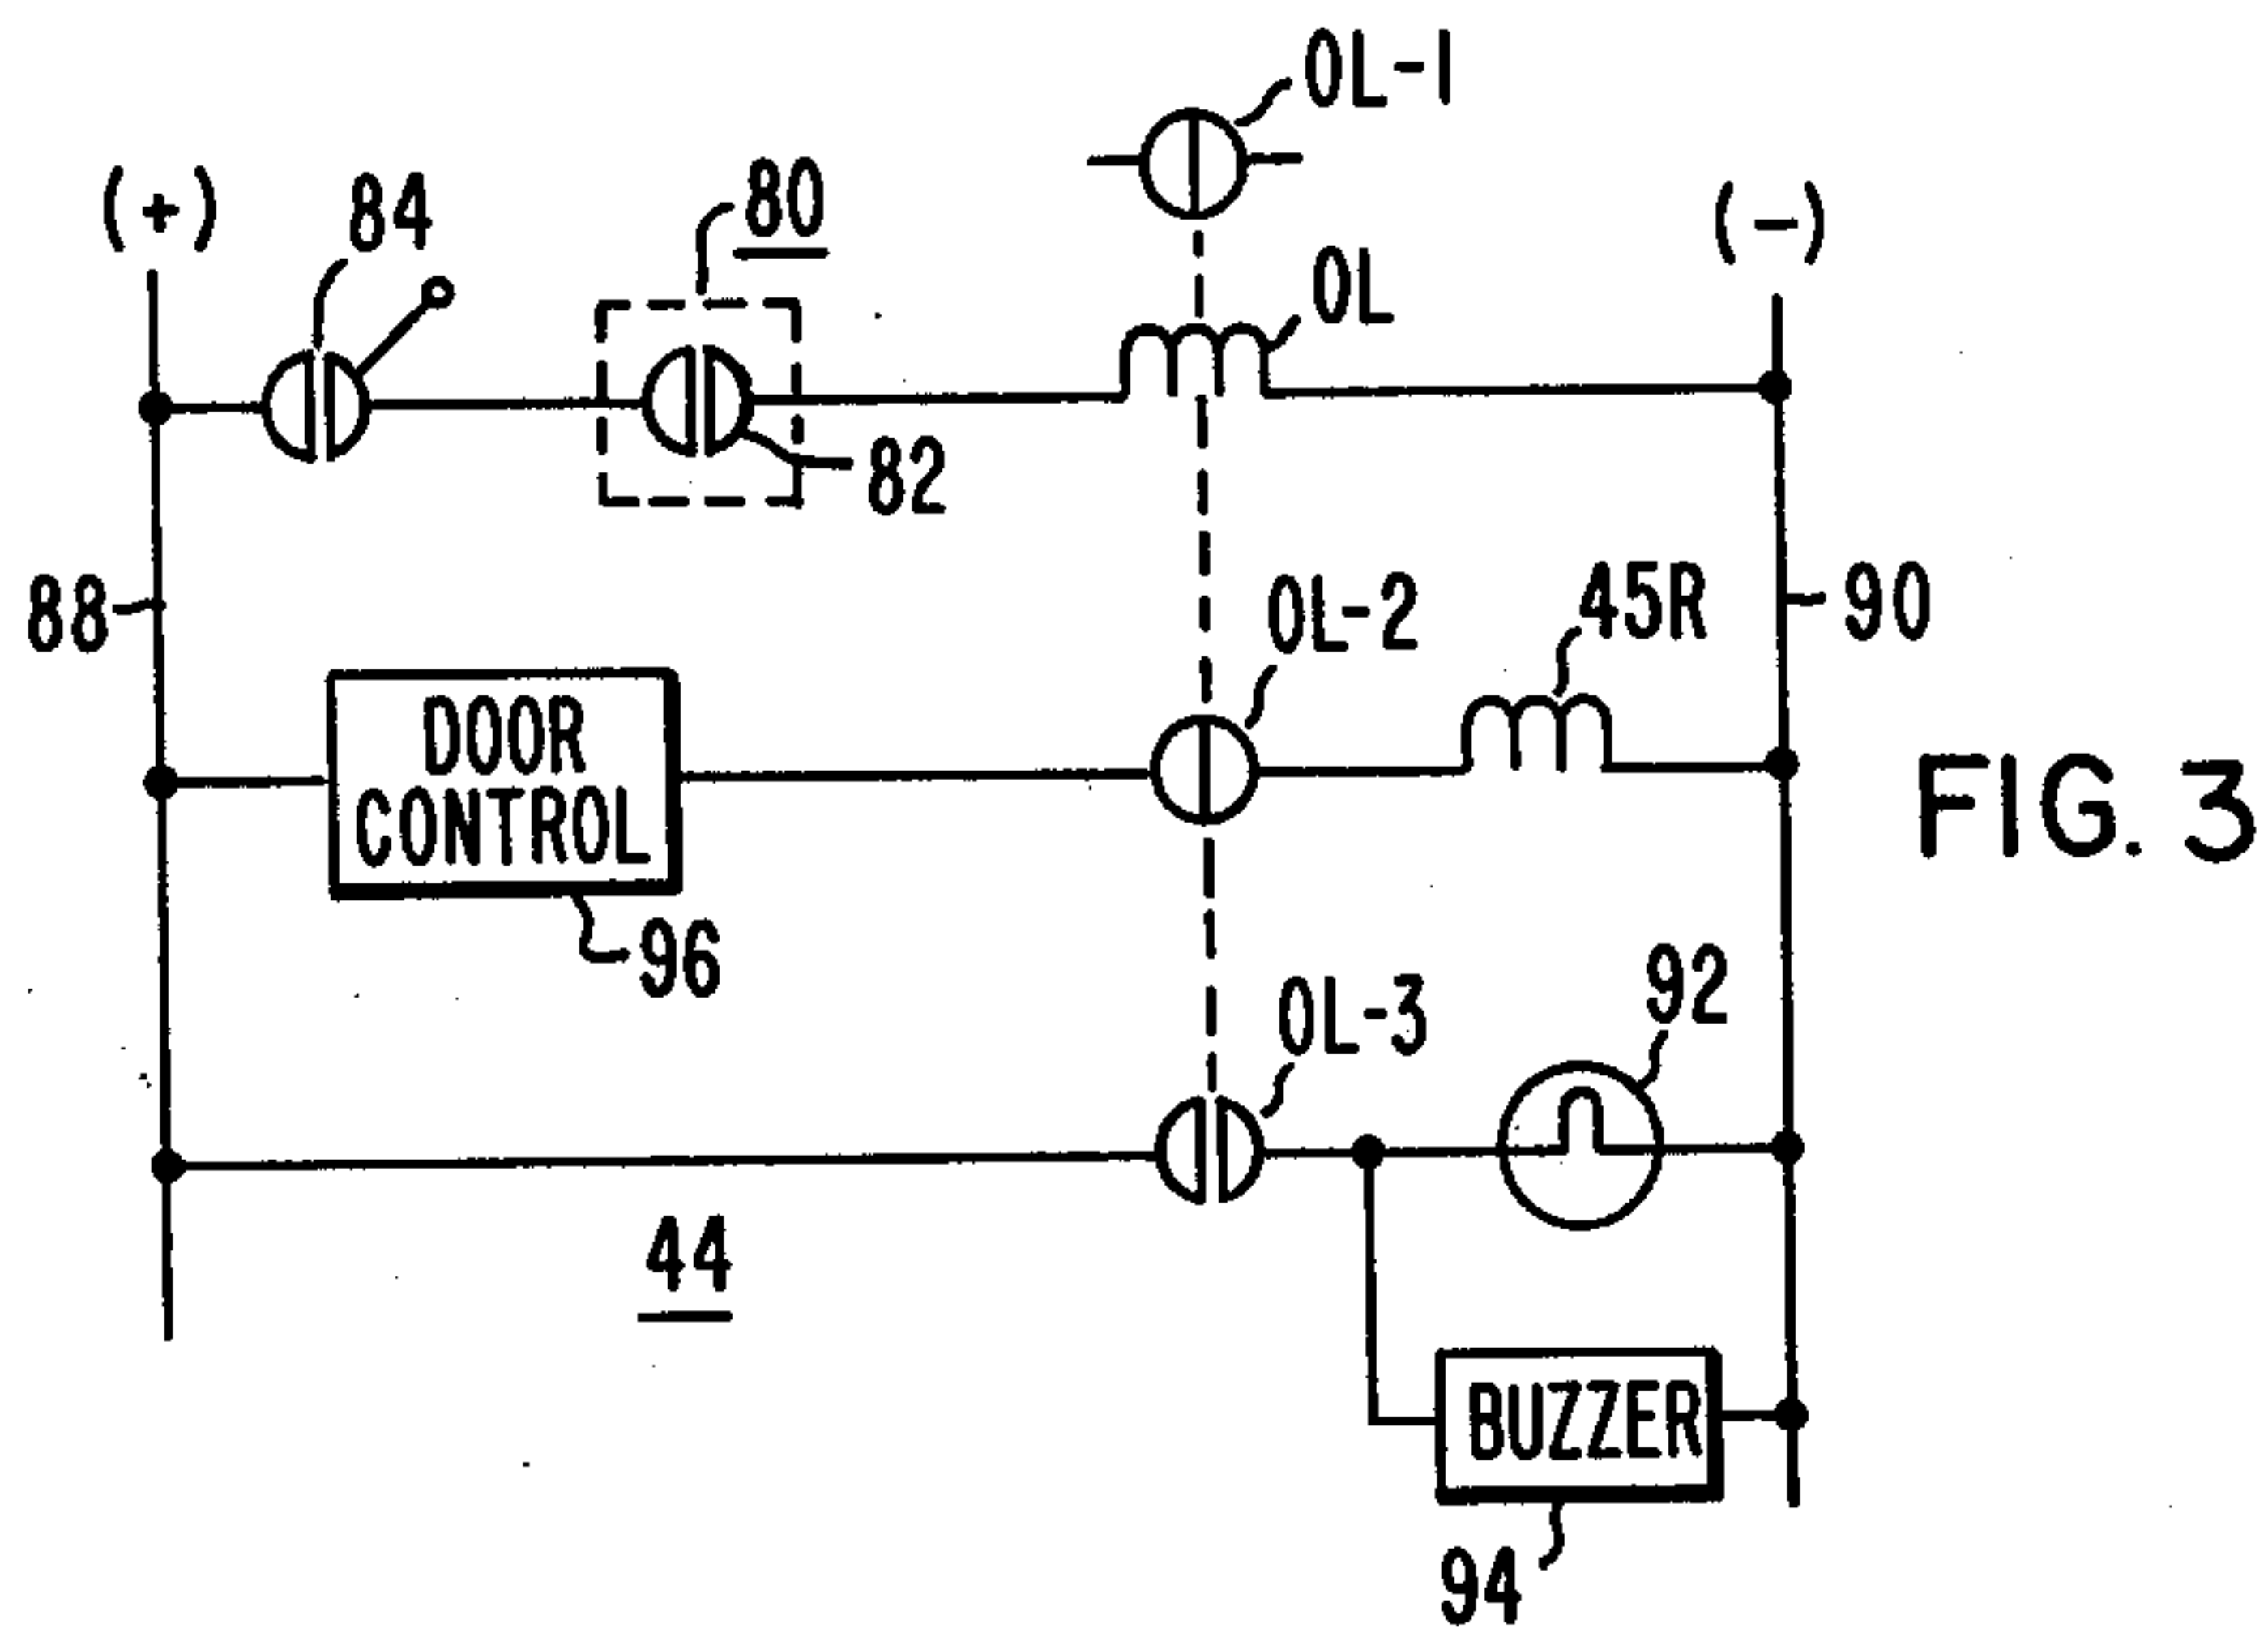 OL-1
(+)
84
80
(-)
OL
82
88
OL-2
45R
90
DOOR
CONTROL
FIG. 3
96
OL-3
92
44
BUZZER
94